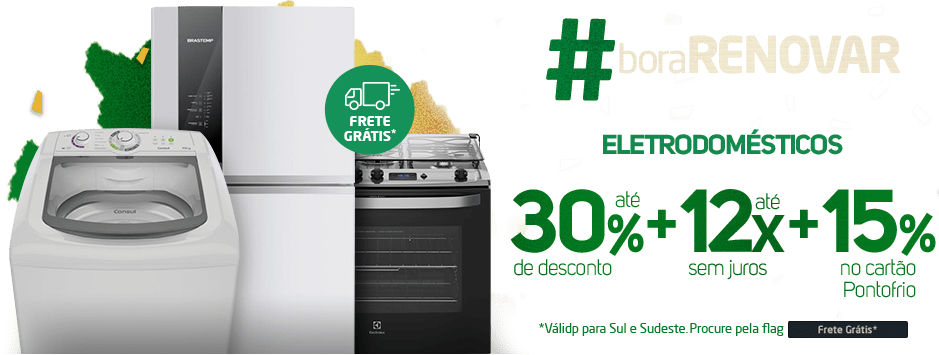 #boraRENOVAR
BRASTEMP
FRETE
GRÁTIS*
ELETRODOMÉSTICOS
até 30% + até 12x + 15%
de desconto sem juros no cartão
Pontofrio
Consul
Electrolux
*Válidp para Sul e Sudeste. Procure pela flag Frete Grátis*